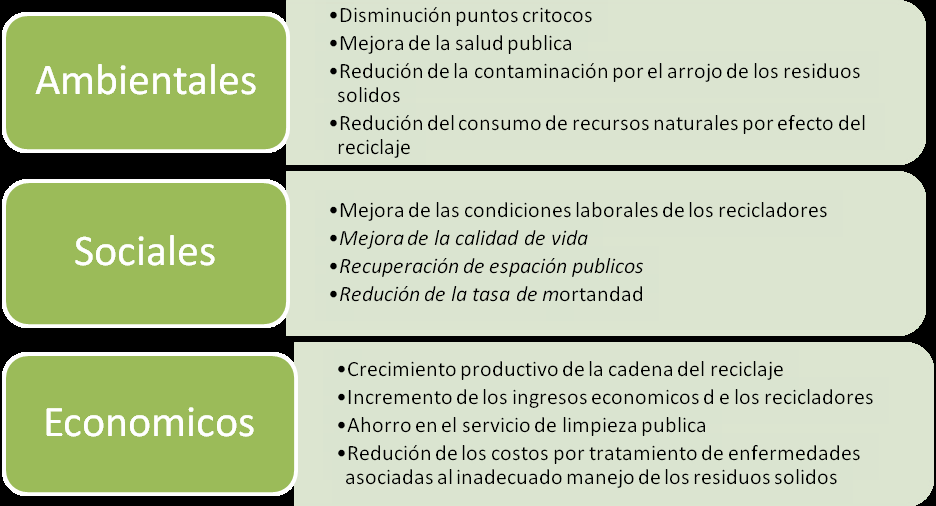 Ambientales
•Disminución puntos critocos
•Mejora de la salud publica
•Redución de la contaminación por el arrojo de los residuos
solidos
•Redución del consumo de recursos naturales por efecto del
reciclaje
Sociales
•Mejora de las condiciones laborales de los recicladores
•Mejora de la calidad de vida
•Recuperación de espación publicos
•Redución de la tasa de mortandad
Economicos
•Crecimiento productivo de la cadena del reciclaje
•Incremento de los ingresos economicos d e los recicladores
•Ahorro en el servicio de limpieza publica
•Redución de los costos por tratamiento de enfermedades
asociadas al inadecuado manejo de los residuos solidos